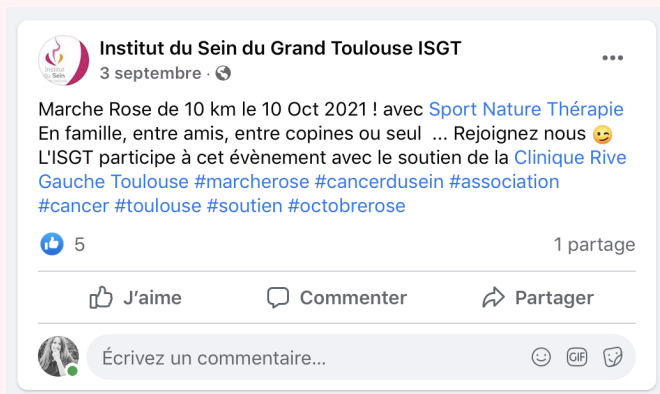 Institut du Sein du Grand Toulouse ISGT
3 septembre ·
Marche Rose de 10 km le 10 Oct 2021 ! avec Sport Nature Thérapie
En famille, entre amis, entre copines ou seul ... Rejoignez nous 😉
L'ISGT participe à cet évènement avec le soutien de la Clinique Rive
Gauche Toulouse #marcherose #cancerdusein #association
#cancer #toulouse #soutien #octobrerose
5 1 partage
J'aime Commenter Partager
Écrivez un commentaire... GIF